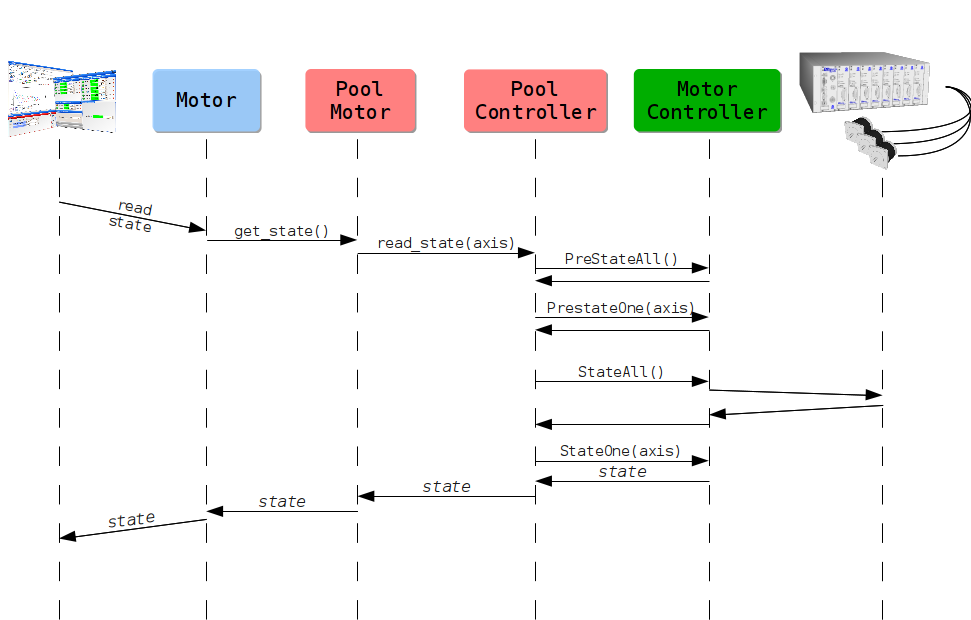 Motor
Pool
Motor
Pool
Controller
Motor
Controller
read
state
get_state()
read_state(axis)
PreStateAll()
PrestateOne(axis)
StateAll()
StateOne(axis)
state
state
state
state